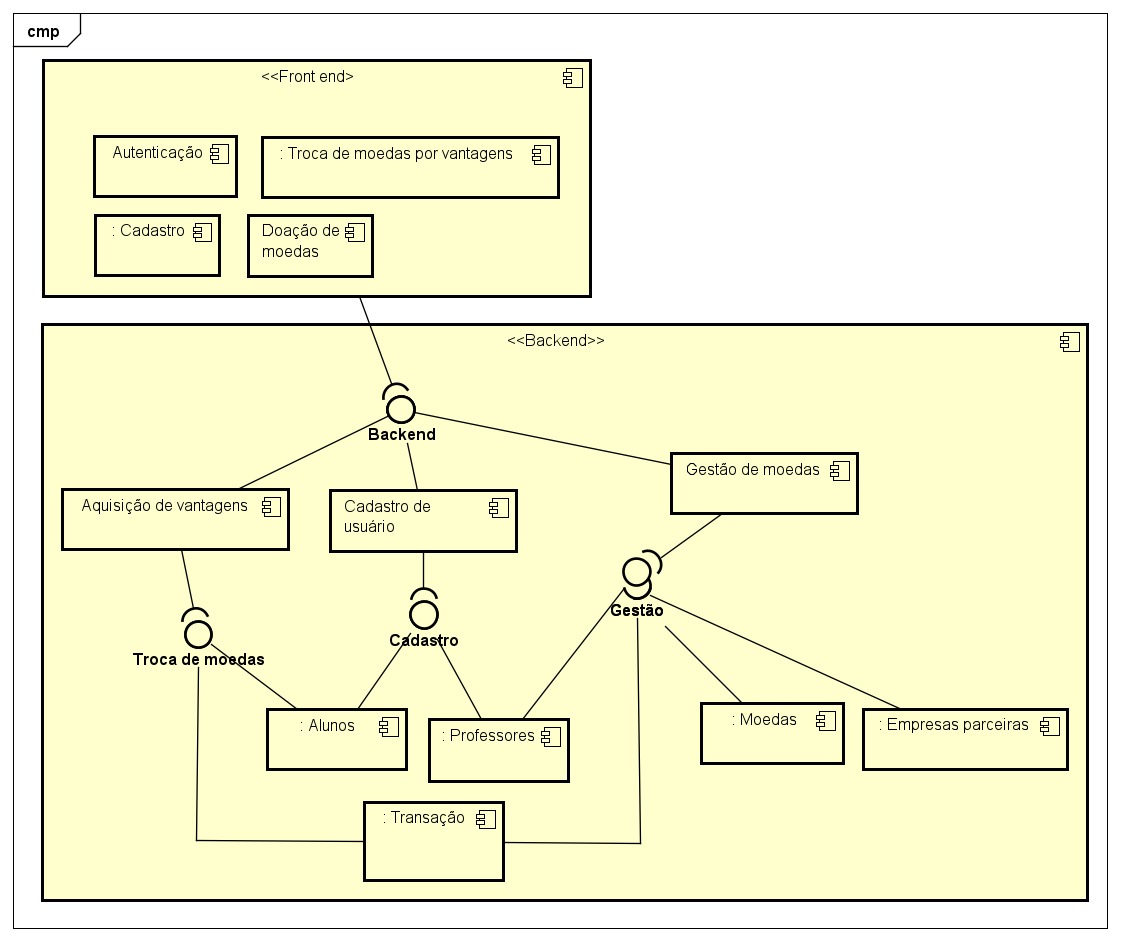 cmp
<<Front end>
Autenticação
: Troca de moedas por vantagens
: Cadastro
Doação de
moedas
<<Backend>>
Backend
Gestão de moedas
Aquisição de vantagens
Cadastro de
usuário
Gestão
Cadastro
Troca de moedas
: Alunos
: Professores
: Moedas
: Empresas parceiras
: Transação